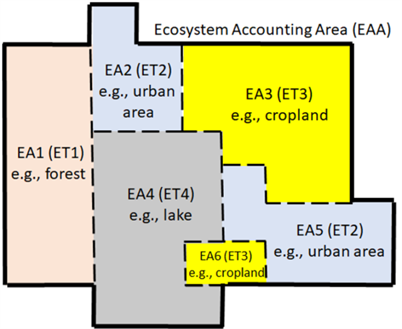 Ecosystem Accounting Area (EAA)
EA2 (ET2)
e.g., urban
area
EA3 (ET3)
e.g., cropland
EA1 (ET1)
e.g., forest
EA4 (ET4)
e.g., lake
EA5 (ET2)
e.g., urban area
EA6 (ET3)
e.g., cropland